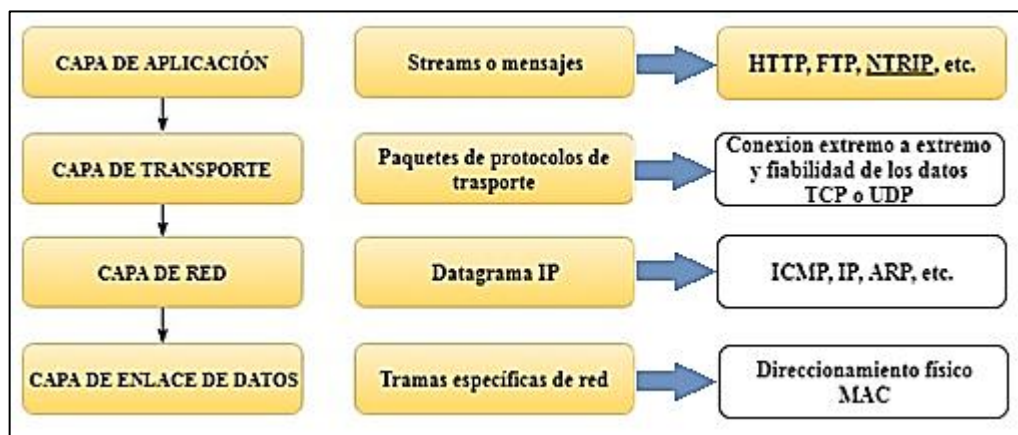 CAPA DE APLICACIÓN
Streams o mensajes
HTTP, FTP, NTRIP, etc.
CAPA DE TRANSPORTE
Paquetes de protocolos de
trasporte
Conexion extremo a extremo
y fiabilidad de los datos
TCP o UDP
CAPA DE RED
Datagrama IP
ICMP, IP, ARP, etc.
CAPA DE ENLACE DE DATOS
Tramas específicas de red
Direccionamiento físico
MAC